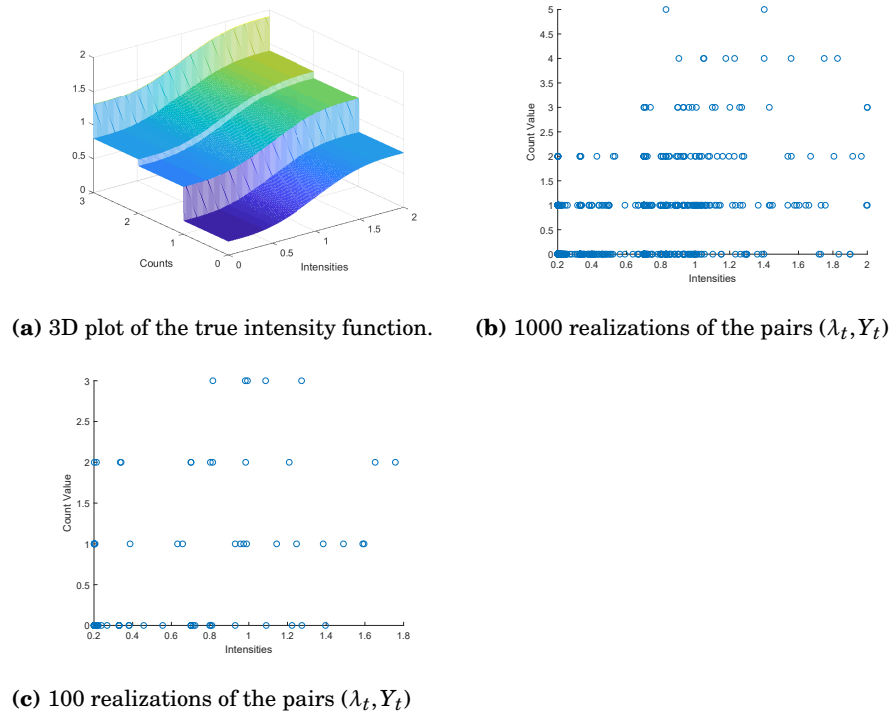 2
1.5
1
0.5
0
3
2
1
0
Counts
0
0.5
1
1.5
2
Intensities
5
4.5
4
3.5
3
2.5
2
1.5
1
0.5
0
Count Value
0.2 0.4 0.6 0.8 1.0 1.2 1.4 1.6 1.8 2
Intensities
(a) 3D plot of the true intensity function.
(b) 1000 realizations of the pairs (λt,Yt)
3
2.5
2
1.5
1
0.5
0
Count Value
0.2 0.4 0.6 0.8 1 1.2 1.4 1.6 1.8
Intensities
(c) 100 realizations of the pairs (λt,Yt)